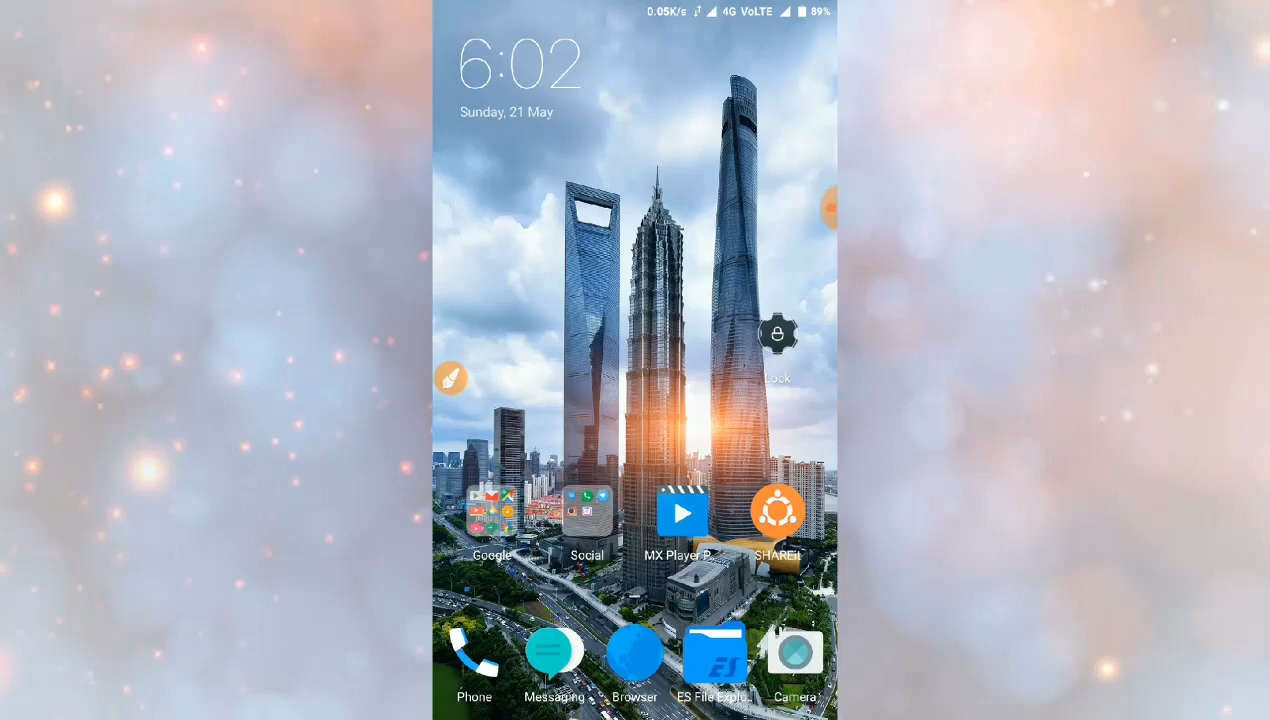 0.05K/s 4G VoLTE 89%
6:02
Sunday, 21 May
Lock
Google Social MX Player P.. SHAREit
ES
Phone Messaging Browser ES File Explo.. Camera